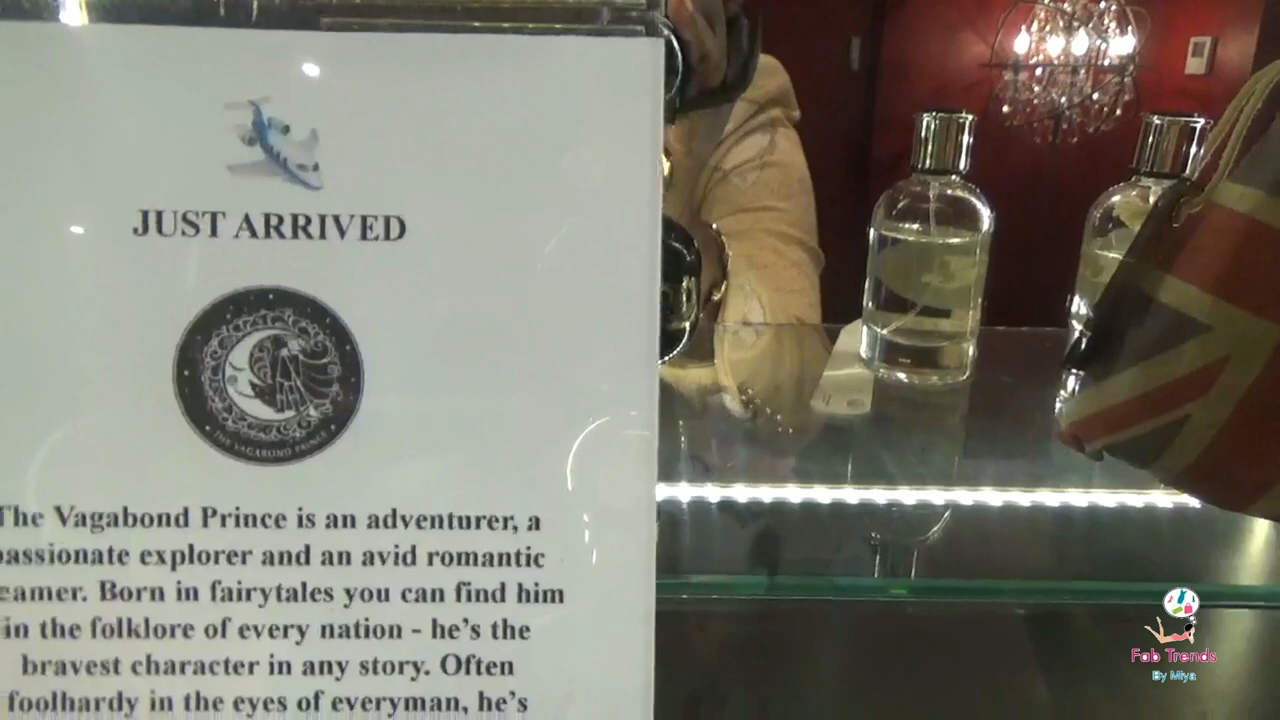 JUST ARRIVED
THE VAGABOND PRINCE
The Vagabond Prince is an adventurer, a
passionate explorer and an avid romantic
eamer. Born in fairytales you can find him
in the folklore of every nation - he's the
bravest character in any story. Often
foolhardy in the eyes of everyman, he's
Fab Trends
By Miya